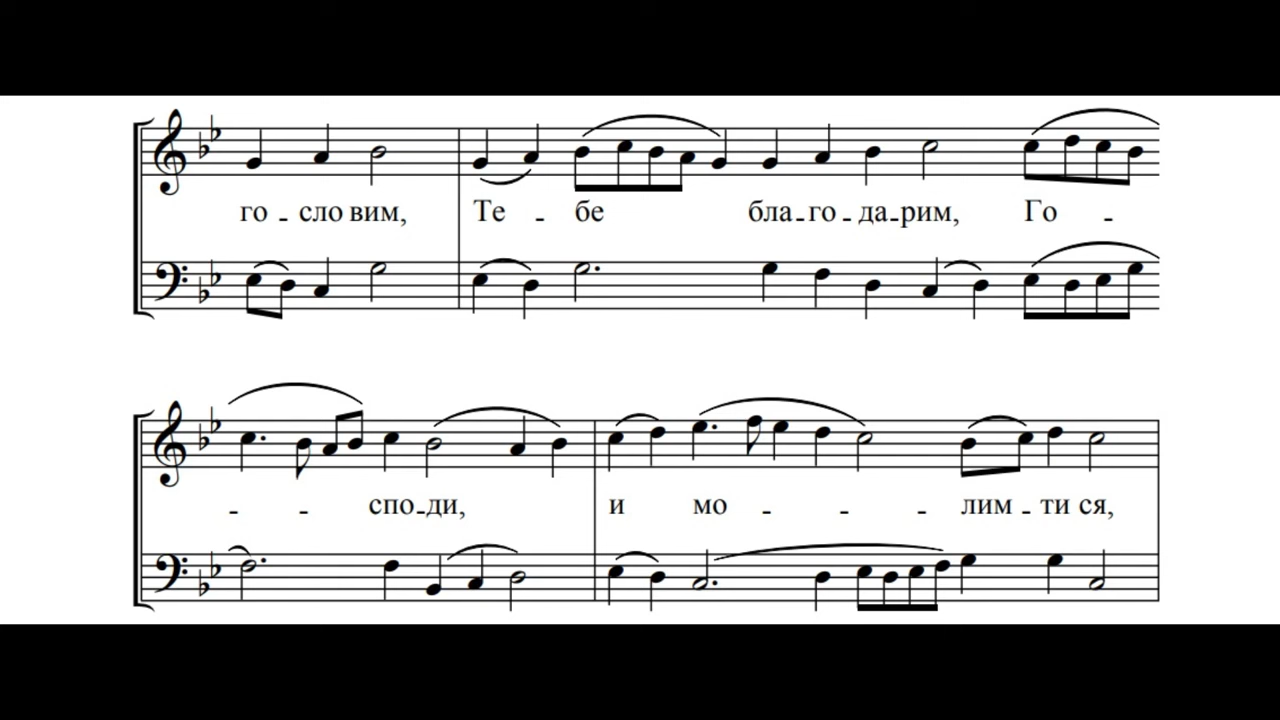 го - сло вим, Те - бе бла-го-да-рим, Го -
- - спо-ди, и мо - - - лим - ти ся,